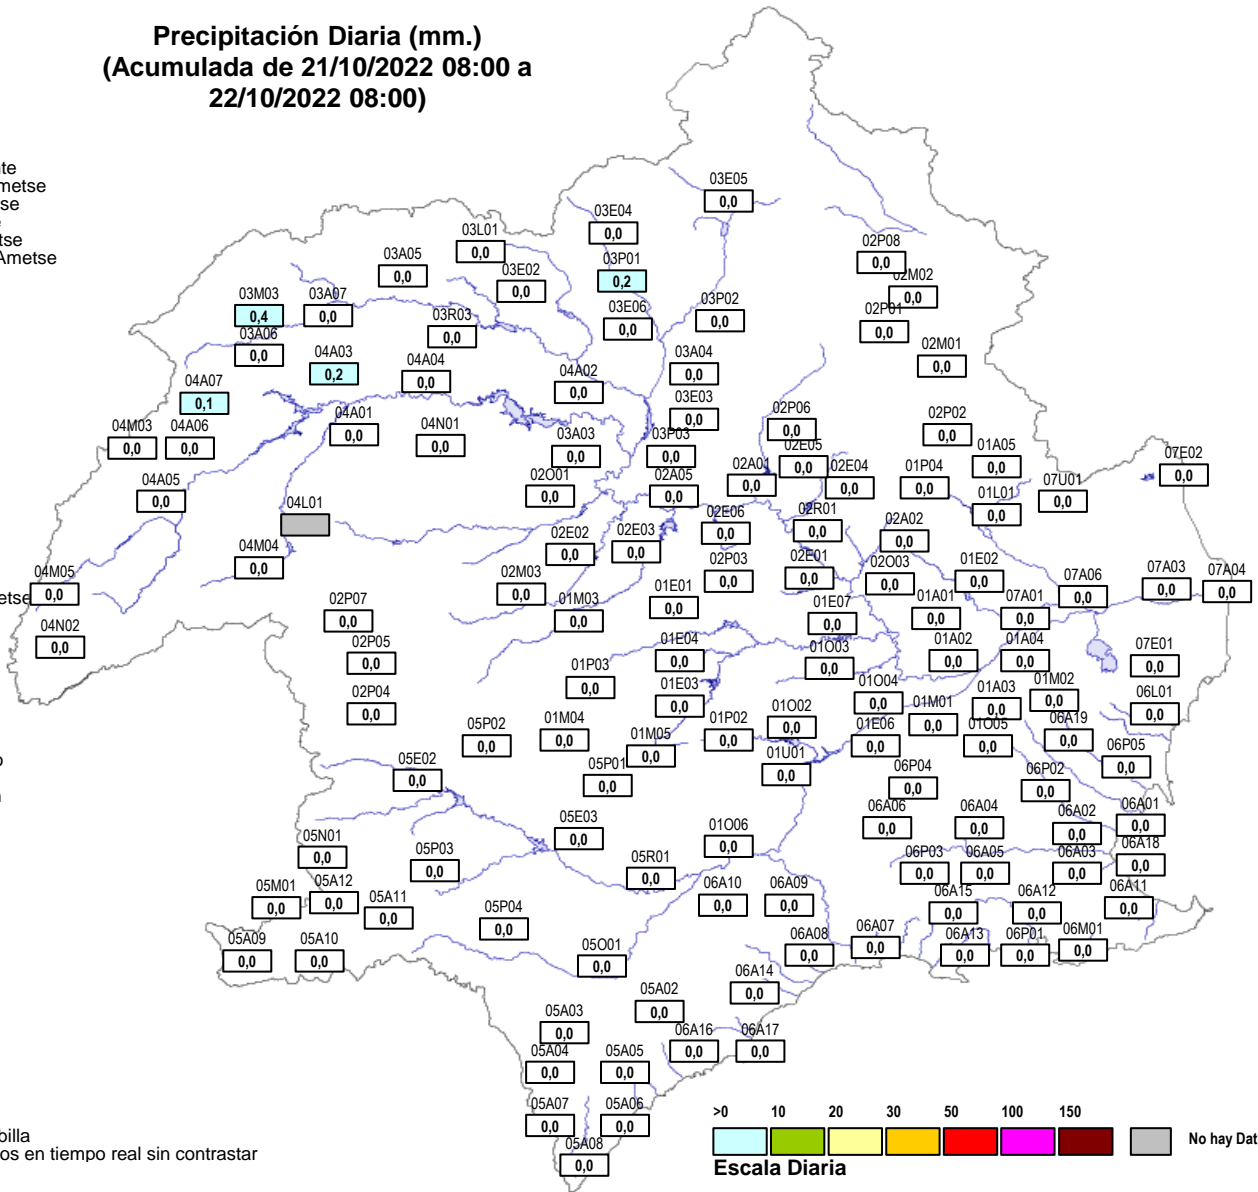 Precipitación Diaria (mm.)
(Acumulada de 21/10/2022 08:00 a
22/10/2022 08:00)
03E05
0,0
03E04
0,0
03L01
0,0
03A05
0,0
03E02
0,0
03P01
0,2
02P08
0,0
02M02
0,0
03M03
0,4
03A07
0,0
03R03
0,0
03E06
0,0
03P02
0,0
02P01
0,0
03A06
0,0
04A03
0,2
04A04
0,0
04A02
0,0
03A04
0,0
02M01
0,0
04A07
0,1
03E03
0,0
04M03
0,0
04A06
0,0
04A01
0,0
04N01
0,0
03A03
0,0
03P03
0,0
02P06
0,0
02P02
0,0
02E05
0,0
01A05
0,0
07E02
0,0
04A05
0,0
02O01
0,0
02A05
0,0
02A01
0,0
02E04
0,0
01P04
0,0
07U01
0,0
04L01
01L01
0,0
02E06
0,0
02R01
0,0
02A02
0,0
04M04
0,0
02E02
0,0
02E03
0,0
04M05
0,0
02M03
0,0
02P03
0,0
02E01
0,0
02O03
0,0
01E02
0,0
07A06
0,0
07A03
0,0
07A04
0,0
02P07
0,0
01M03
0,0
01E01
0,0
01E07
0,0
01A01
0,0
07A01
0,0
04N02
0,0
02P05
0,0
01E04
0,0
01O03
0,0
01A02
0,0
01A04
0,0
07E01
0,0
01P03
0,0
02P04
0,0
01E03
0,0
01O04
0,0
01M01
0,0
01A03
0,0
01M02
0,0
06L01
0,0
05P02
0,0
01M04
0,0
01M05
0,0
01P02
0,0
01O02
0,0
01E06
0,0
01O05
0,0
06A19
0,0
06P05
0,0
05E02
0,0
05P01
0,0
01U01
0,0
06P04
0,0
06P02
0,0
05E03
0,0
01O06
0,0
06A06
0,0
06A04
0,0
06A02
0,0
06A01
0,0
05N01
0,0
05P03
0,0
05R01
0,0
06P03
0,0
06A05
0,0
06A03
0,0
06A18
0,0
05M01
0,0
05A12
0,0
05A11
0,0
05P04
0,0
06A10
0,0
06A09
0,0
06A15
0,0
06A12
0,0
06A11
0,0
05A09
0,0
05A10
0,0
05O01
0,0
06A08
0,0
06A07
0,0
06A13
0,0
06P01
0,0
06M01
0,0
05A02
0,0
06A14
0,0
05A03
0,0
06A16
0,0
06A17
0,0
05A04
0,0
05A05
0,0
05A07
0,0
05A06
0,0
05A08
0,0
>0 10 20 30 50 100 150
No hay Dat
Escala Diaria
te
metse
se
tse
Ametse
etse
billa
os en tiempo real sin contrastar